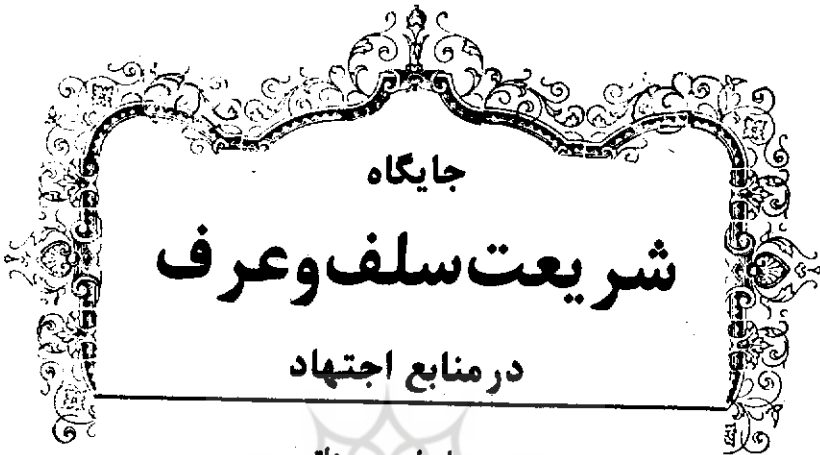 جایگاه
شریعت سلف و عرف
در منابع اجتهاد